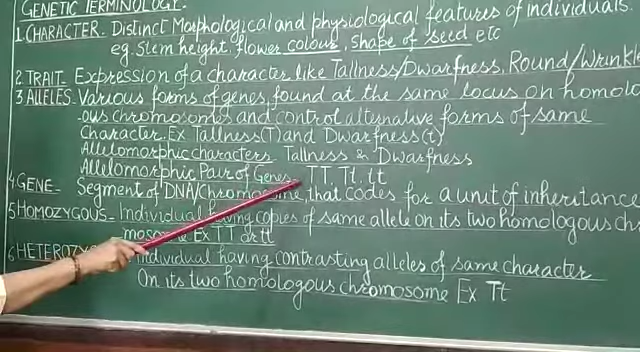 GENETIC TERMINOLOGY.
1. CHARACTER- Distinct Morphological and physiological features of individuals.
eg. Stem height, flower colour, Shape of seed etc
2. TRAIT- Expression of a character like Tallness/Dwarfness, Round/Wrinkle
3 ALLELES- Various forms of genes, found at the same locus on homolo
-ous chromosomes and control alternative forms of same
Character. Ex Tallness(T) and Dwarfness(t)
Allelomorphic characters Tallness & Dwarfness
Allelomorphic Pair of Genes- TT, Tt, tt
4. GENE- Segment of DNA/Chromosome, that codes for a unit of inheritance
5 HOMOZYGOUS- Individual having copies of same allele on its two homologous ch
mosome Ex TT or tt
6 HETEROZY Individual having contrasting alleles of same character
On its two homologous chromosome Ex Tt